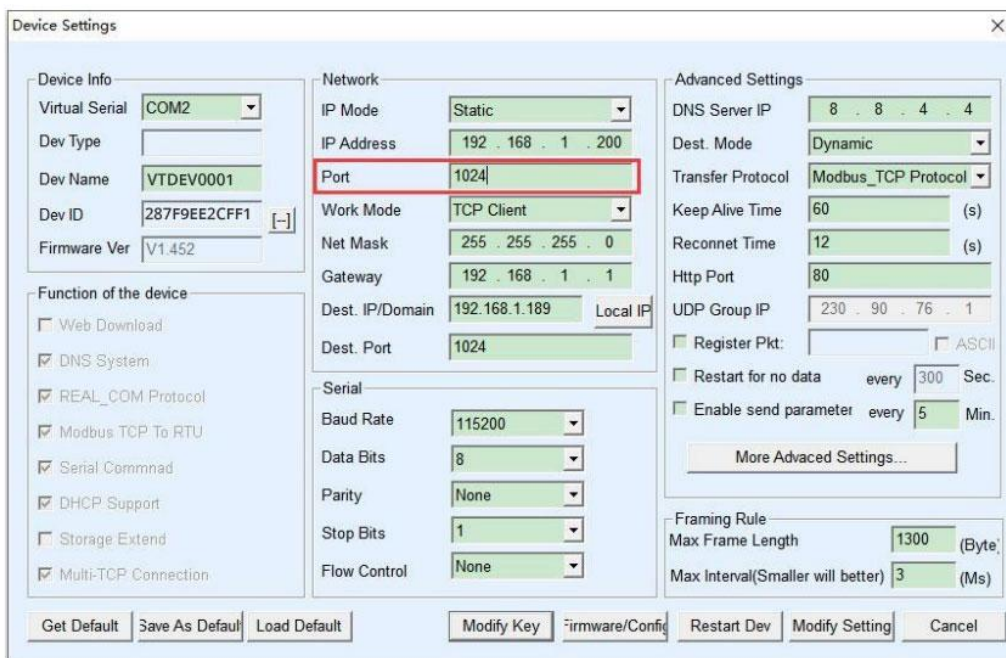 Device Settings
Device Info
Virtual Serial COM2
Dev Type
Dev Name VTDEV0001
Dev ID 287F9EE2CFF1 [--]
Firmware Ver V1.452
Function of the device
Web Download
DNS System
REAL_COM Protocol
Modbus TCP To RTU
Serial Commnad
DHCP Support
Storage Extend
Multi-TCP Connection
Network
IP Mode Static
IP Address 192 . 168 . 1 . 200
Port 1024
Work Mode TCP Client
Net Mask 255 . 255 . 255 . 0
Gateway 192 . 168 . 1 . 1
Dest. IP/Domain 192.168.1.189 Local IP
Dest. Port 1024
Serial
Baud Rate 115200
Data Bits 8
Parity None
Stop Bits 1
Flow Control None
Advanced Settings
DNS Server IP 8 . 8 . 4 . 4
Dest. Mode Dynamic
Transfer Protocol Modbus_TCP Protocol
Keep Alive Time 60 (s)
Reconnet Time 12 (s)
Http Port 80
UDP Group IP 230 . 90 . 76 . 1
Register Pkt: ASCII
Restart for no data every 300 Sec.
Enable send parameter every 5 Min.
More Advaced Settings...
Framing Rule
Max Frame Length 1300 (Byte)
Max Interval(Smaller will better) 3 (Ms)
Get Default Save As Defaul Load Default Modify Key Firmware/Config Restart Dev Modify Setting Cancel